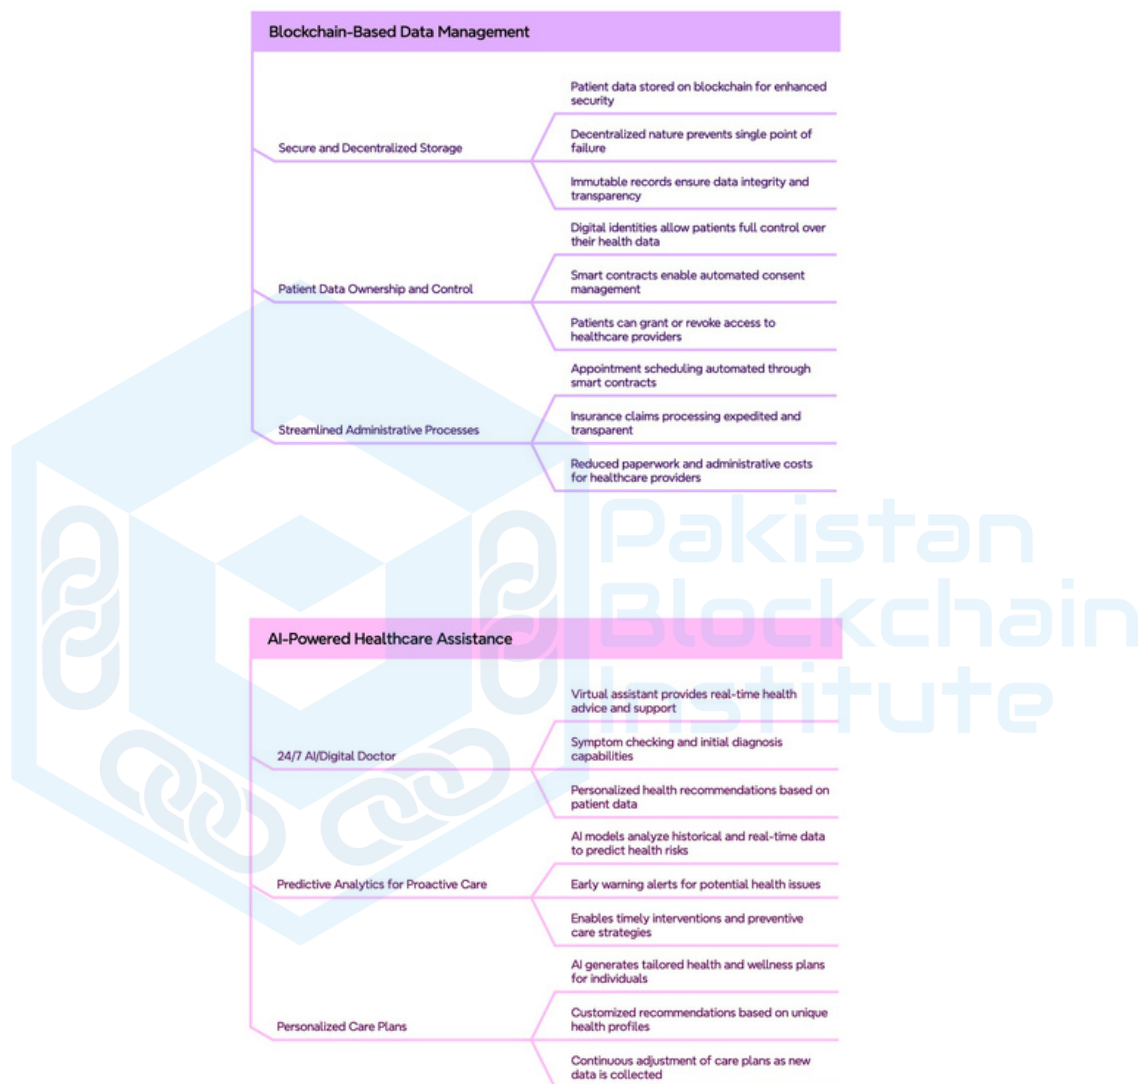 Blockchain-Based Data Management
Patient data stored on blockchain for enhanced
security
Secure and Decentralized Storage
Decentralized nature prevents single point of
failure
Immutable records ensure data integrity and
transparency
Digital identities allow patients full control over
their health data
Patient Data Ownership and Control
Smart contracts enable automated consent
management
Patients can grant or revoke access to
healthcare providers
Appointment scheduling automated through
smart contracts
Streamlined Administrative Processes
Insurance claims processing expedited and
transparent
Reduced paperwork and administrative costs
for healthcare providers
Pakistan
Blockchain
Institute
AI-Powered Healthcare Assistance
Virtual assistant provides real-time health
advice and support
24/7 AI/Digital Doctor
Symptom checking and initial diagnosis
capabilities
Personalized health recommendations based on
patient data
AI models analyze historical and real-time data
to predict health risks
Predictive Analytics for Proactive Care
Early warning alerts for potential health issues
Enables timely interventions and preventive
care strategies
AI generates tailored health and wellness plans
for individuals
Personalized Care Plans
Customized recommendations based on unique
health profiles
Continuous adjustment of care plans as new
data is collected